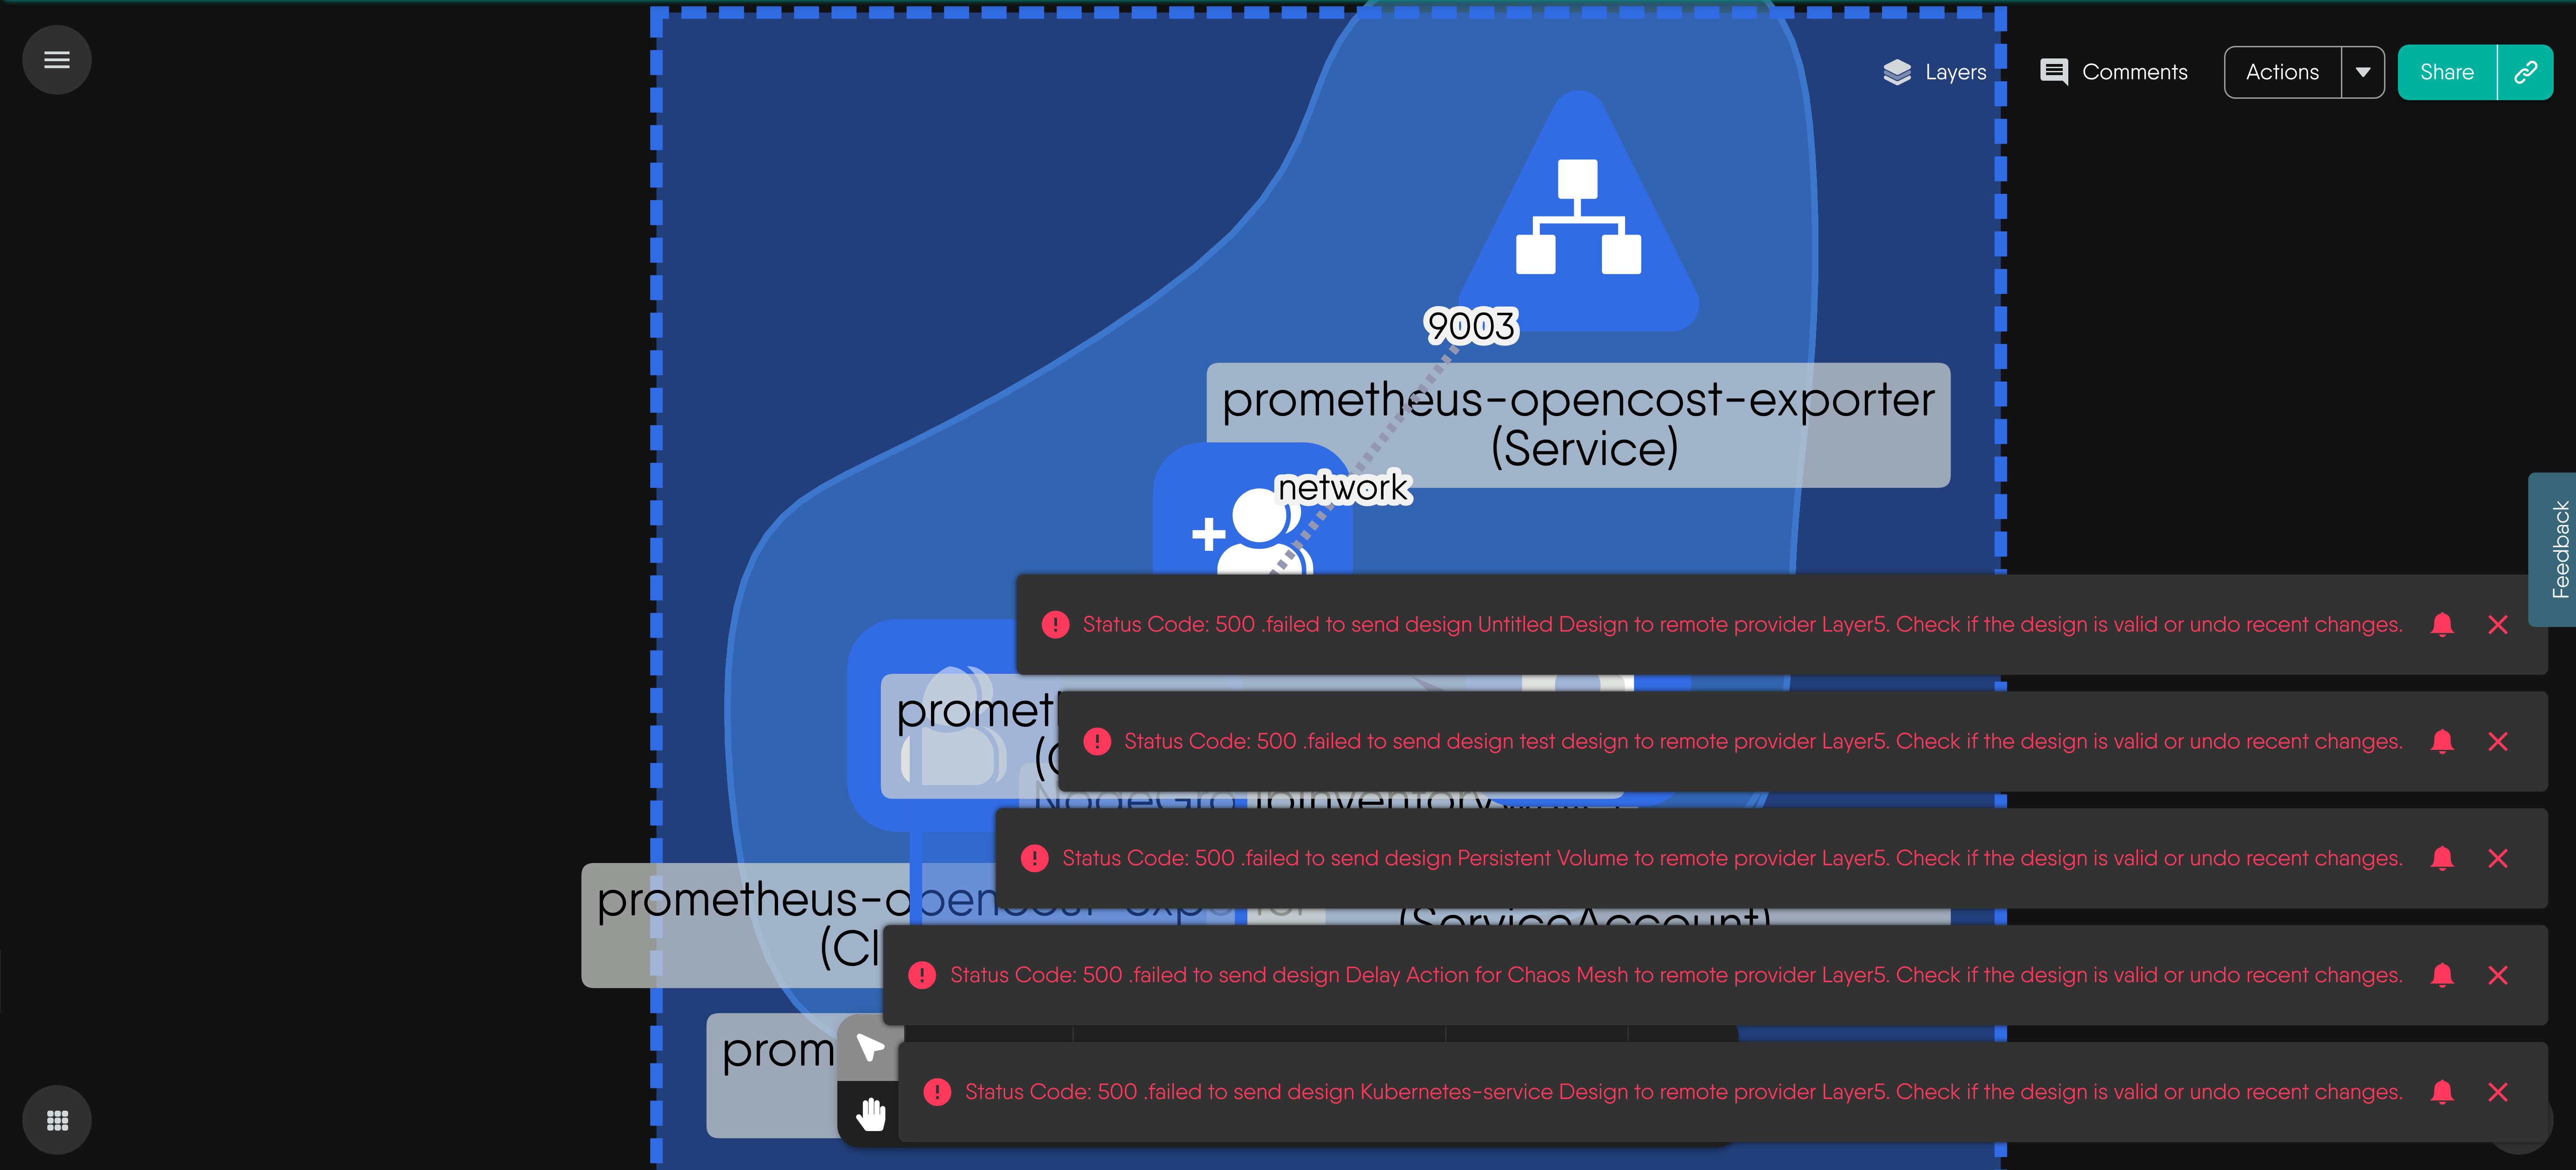 Layers
Comments
Actions
Share
9003
prometheus-opencost-exporter
(Service)
network
Feedback
Status Code: 500 .failed to send design Untitled Design to remote provider Layer5. Check if the design is valid or undo recent changes.
promet
Status Code: 500 .failed to send design test design to remote provider Layer5. Check if the design is valid or undo recent changes.
Status Code: 500 .failed to send design Persistent Volume to remote provider Layer5. Check if the design is valid or undo recent changes.
prometheus-opencost-exporter
(ServiceAccount)
(Cl
Status Code: 500 .failed to send design Delay Action for Chaos Mesh to remote provider Layer5. Check if the design is valid or undo recent changes.
prom
Status Code: 500 .failed to send design Kubernetes-service Design to remote provider Layer5. Check if the design is valid or undo recent changes.